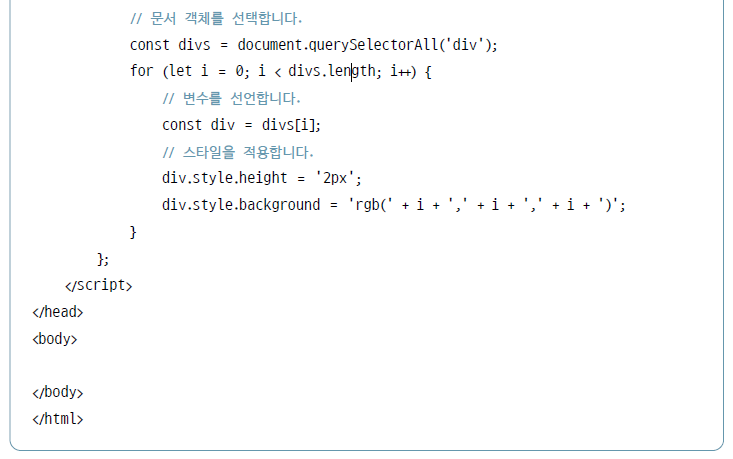 // 문서 객체를 선택합니다.
const divs = document.querySelectorAll('div');
for (let i = 0; i < divs.length; i++) {
// 변수를 선언합니다.
const div = divs[i];
// 스타일을 적용합니다.
div.style.height = '2px';
div.style.background = 'rgb(' + i + ',' + i + ',' + i + ')';
}
};
</script>
</head>
<body>
</body>
</html>